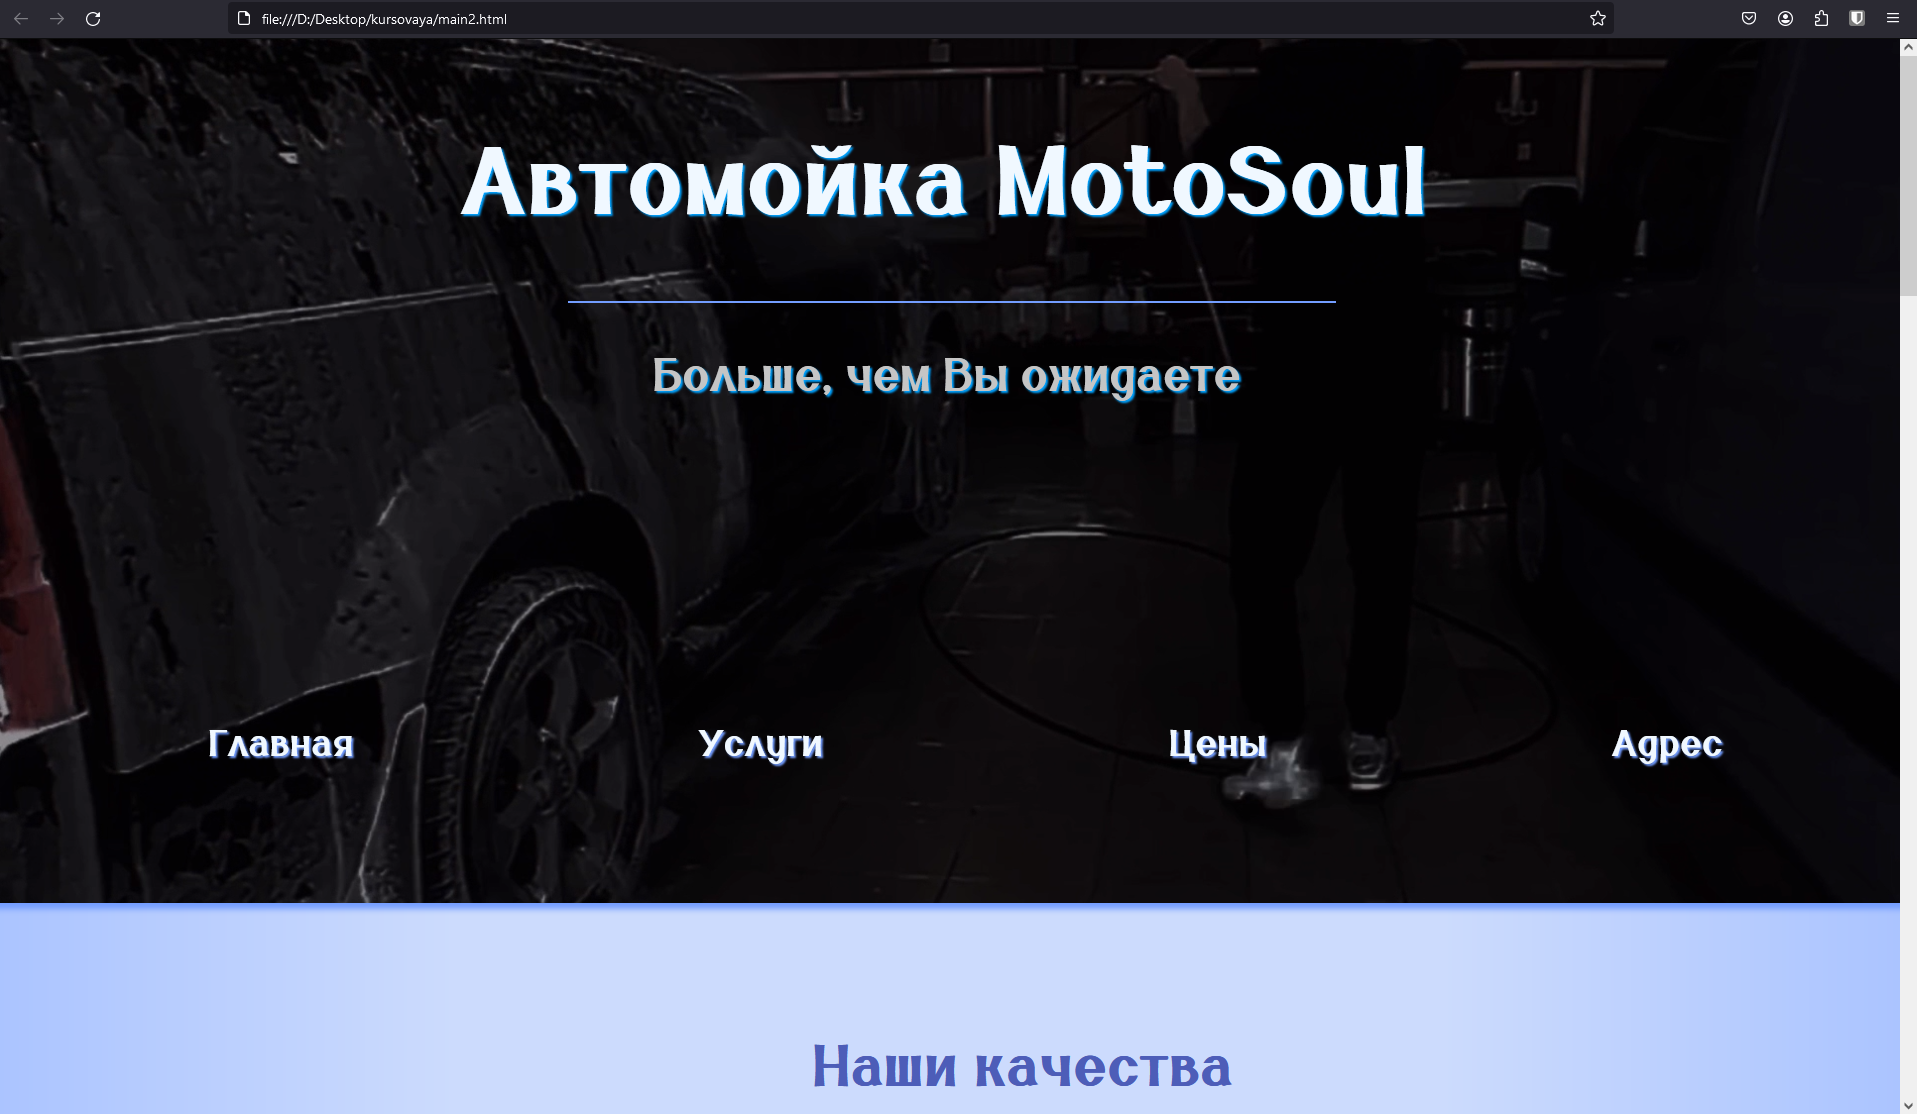 file:///D:/Desktop/kursovaya/main2.html
Автомойка MotoSoul
Больше, чем Вы ожидаете
Главная Услуги Цены Адрес
Наши качества